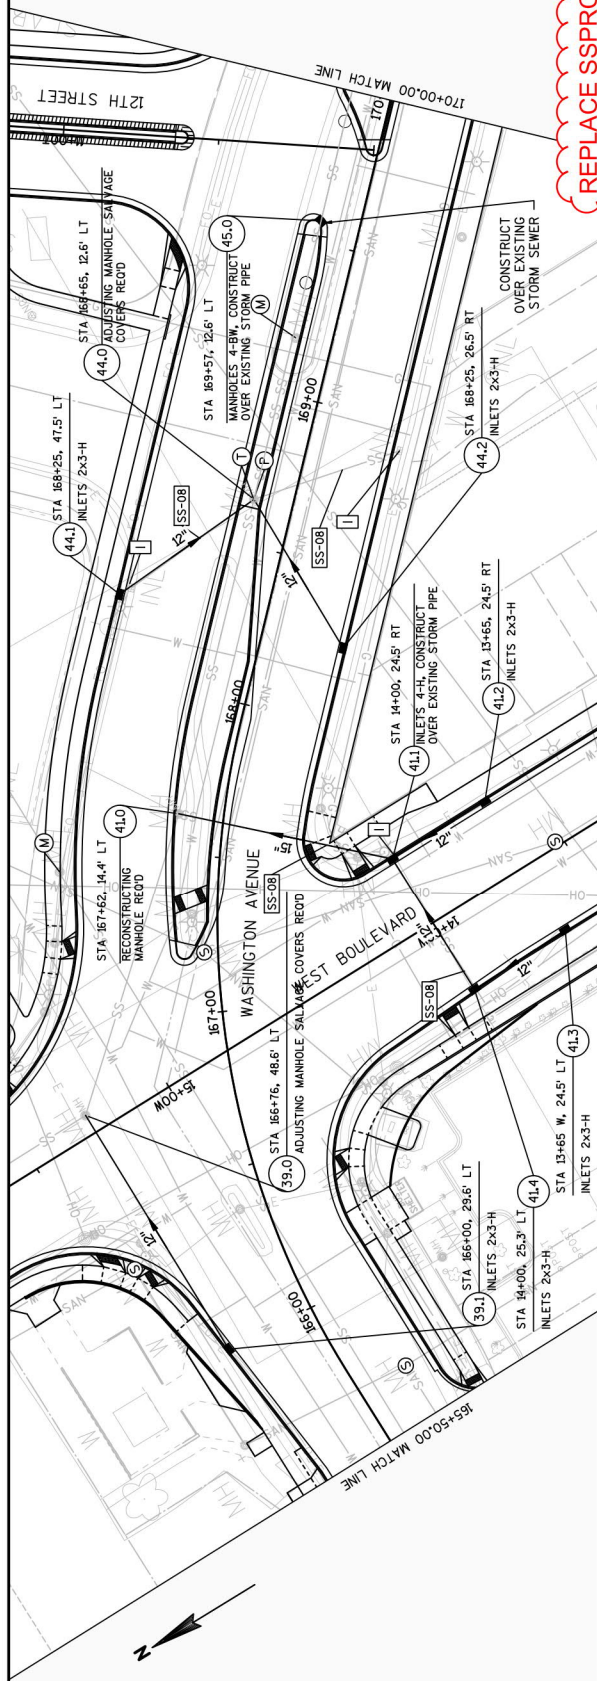 REPLACE SSPRO
170+00.00 MATCH LINE
12TH STREET
170
STA 168+65, 12.6' LT
ADJUSTING MANHOLE SALVAGE
COVERS REQ'D
44.0
STA 169+57, 12.6' LT
MANHOLES 4-BW, CONSTRUCT
OVER EXISTING STORM PIPE
45.0
CONSTRUCT
OVER EXISTING
STORM SEWER
STA 168+25, 47.5' LT
INLETS 2x3-H
44.1
SS-08
12"
M
T
P
169+00
I
STA 168+25, 26.5' RT
INLETS 2x3-H
44.2
SS-08
12"
I
168+00
STA 167+62, 14.4' LT
RECONSTRUCTING
MANHOLE REQ'D
41.0
M
15"
SS-08
STA 14+00, 24.5' RT
INLETS 4-H, CONSTRUCT
OVER EXISTING STORM PIPE
41.1
I
STA 13+65, 24.5' RT
INLETS 2x3-H
41.2
12"
S
WASHINGTON AVENUE
167+00
S
WEST BOULEVARD
14+00W
12"
SS-08
12"
STA 166+76, 48.6' LT
ADJUSTING MANHOLE SALVAGE COVERS REQ'D
39.0
15+00W
STA 13+65 W, 24.5' LT
INLETS 2x3-H
41.3
STA 14+00, 25.3' LT
INLETS 2x3-H
41.4
STA 166+00, 29.6' LT
INLETS 2x3-H
39.1
12"
S
166+00
S
SHELTER
165+50.00 MATCH LINE
N